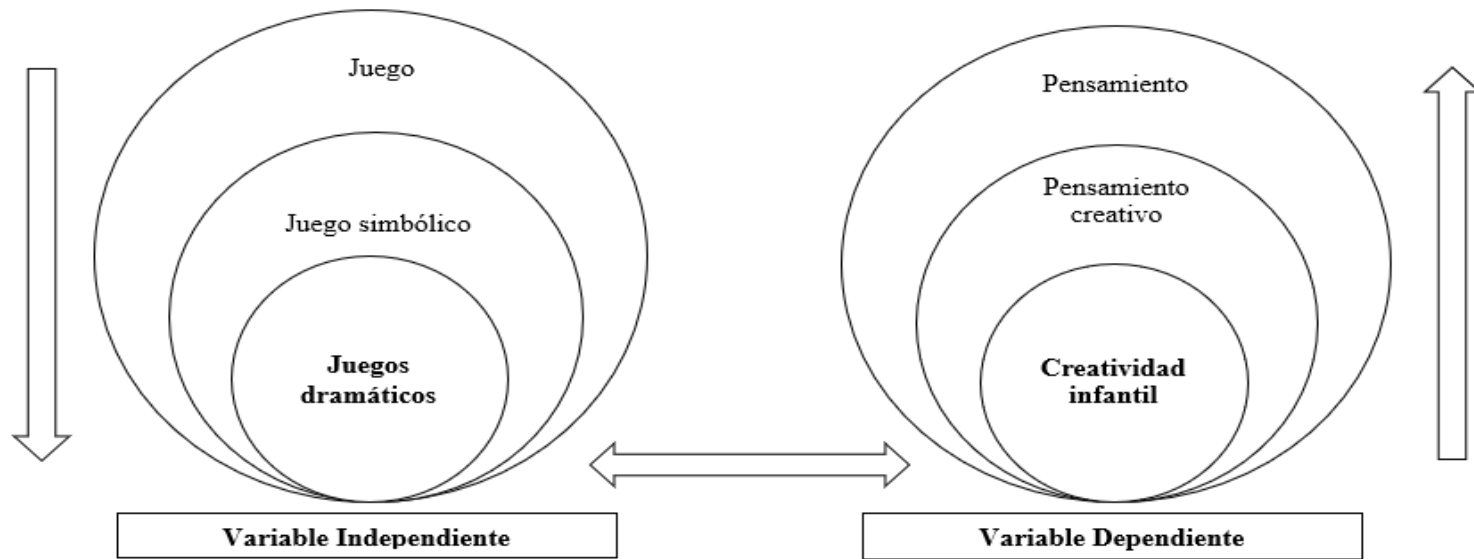 Juego
Juego simbólico
Juegos
dramáticos
Variable Independiente
Pensamiento
Pensamiento
creativo
Creatividad
infantil
Variable Dependiente